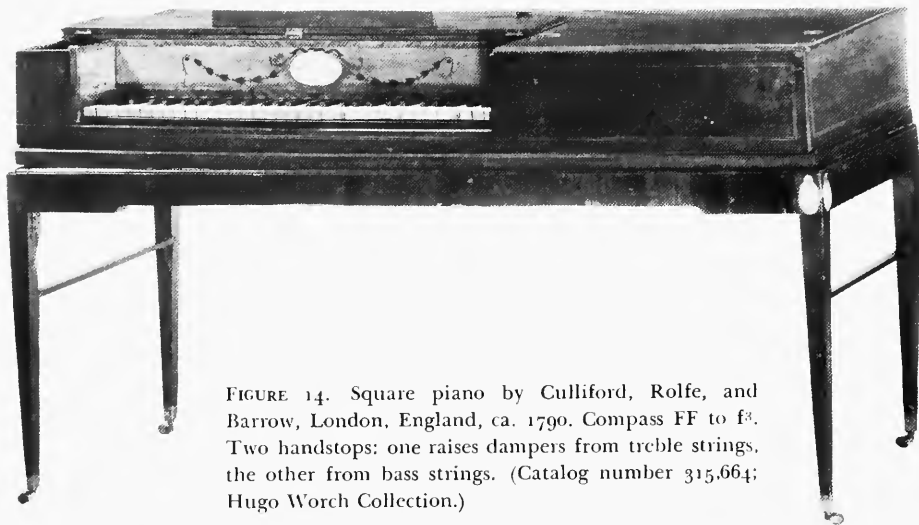 FIGURE 14. Square piano by Culliford, Rolfe, and
Barrow, London, England, ca. 1790. Compass FF to f³.
Two handstops: one raises dampers from treble strings,
the other from bass strings. (Catalog number 315,664;
Hugo Worch Collection.)